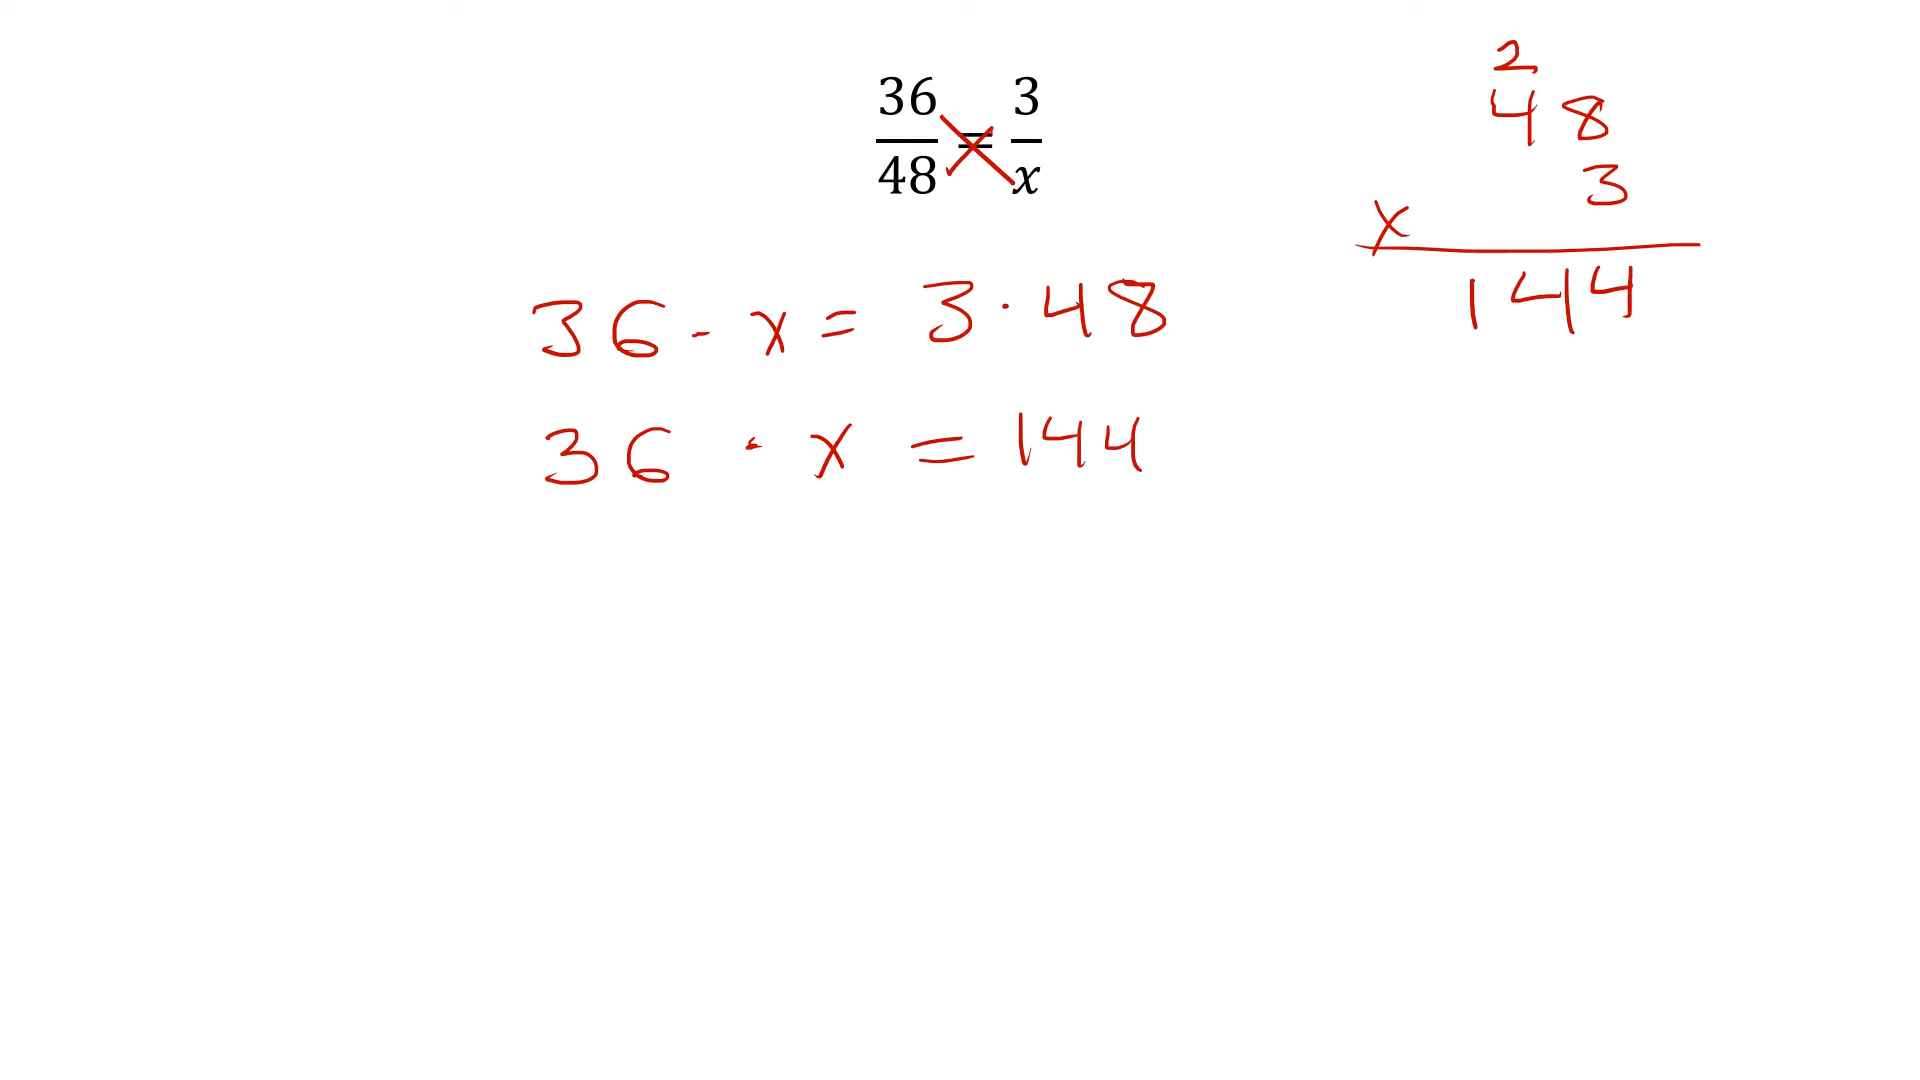 36/48 = 3/x
36 · x = 3 · 48
36 · x = 144
2
48
3
x
144